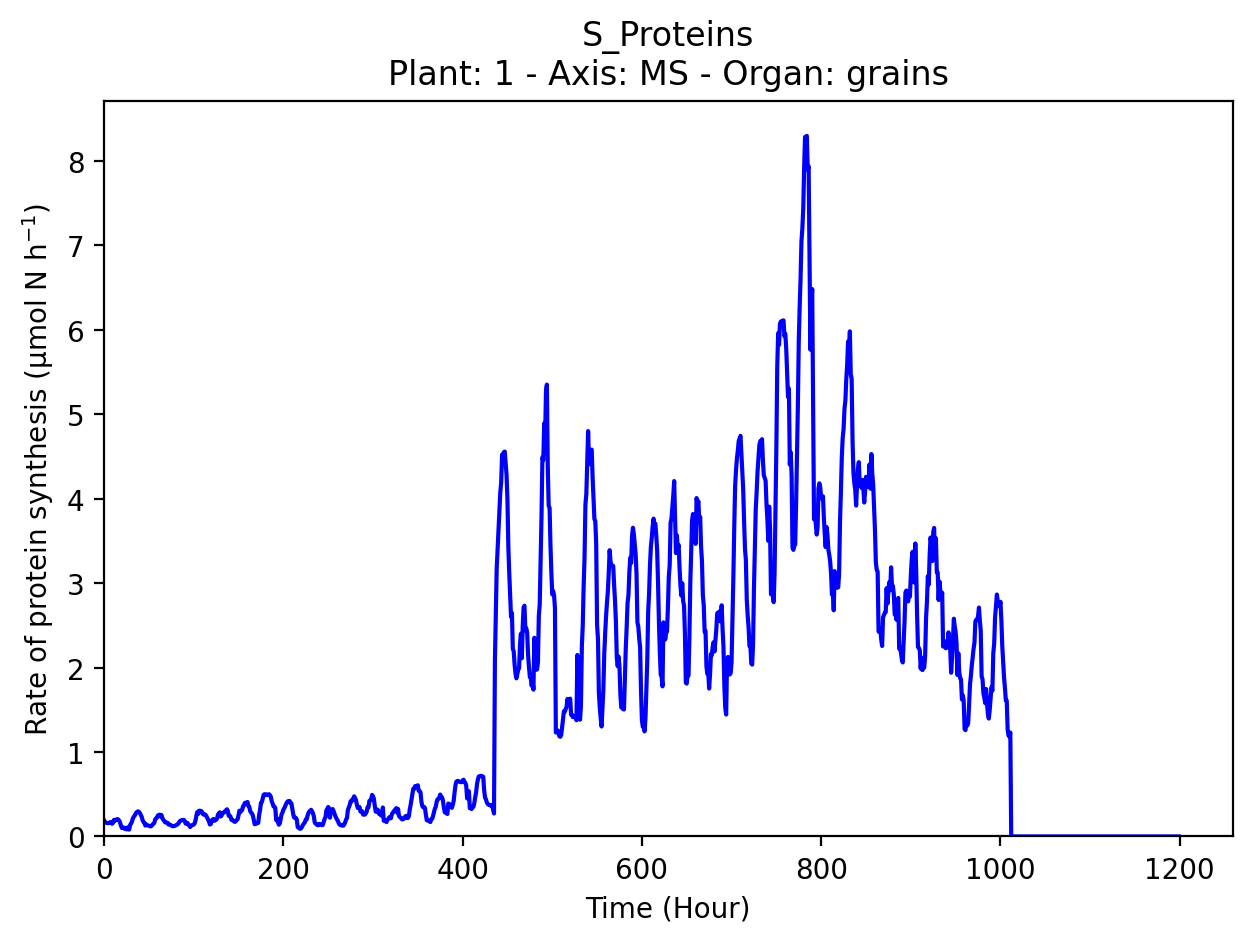 S_Proteins
Plant: 1 - Axis: MS - Organ: grains
Rate of protein synthesis (µmol N h⁻¹)
8
7
6
5
4
3
2
1
0
0 200 400 600 800 1000 1200
Time (Hour)